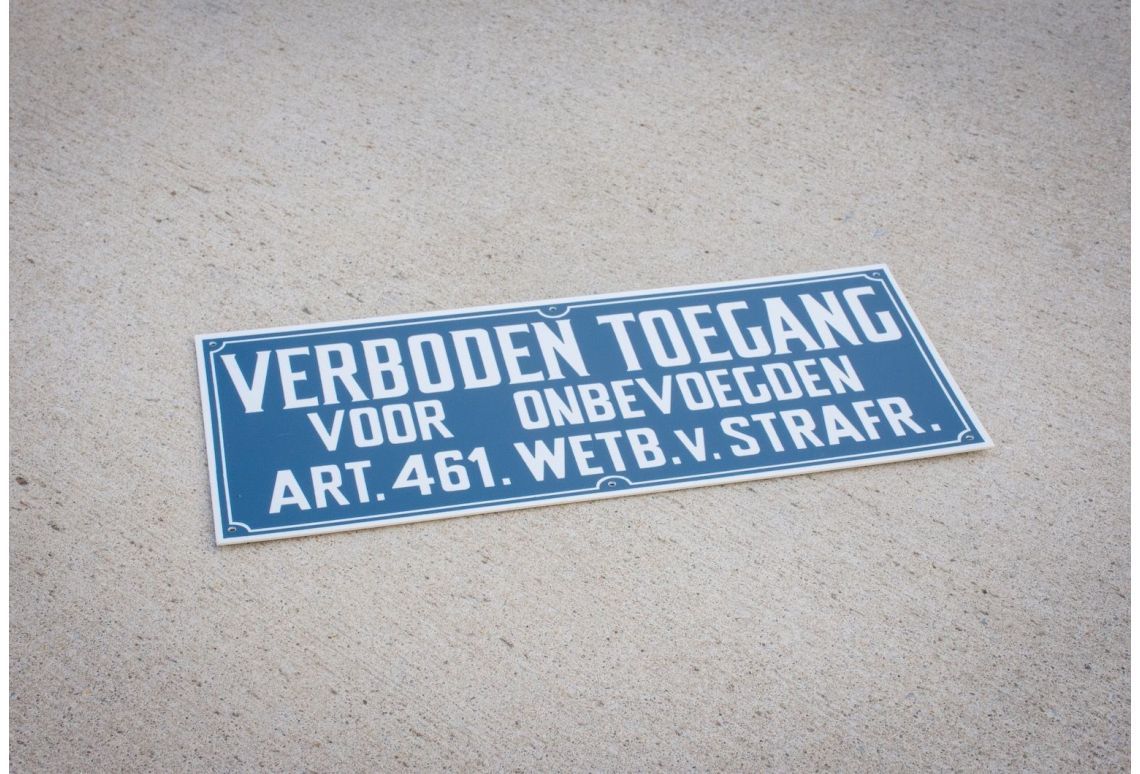 VERBODEN TOEGANG
VOOR ONBEVOEGDEN
ART. 461. WETB. V. STRAFR.